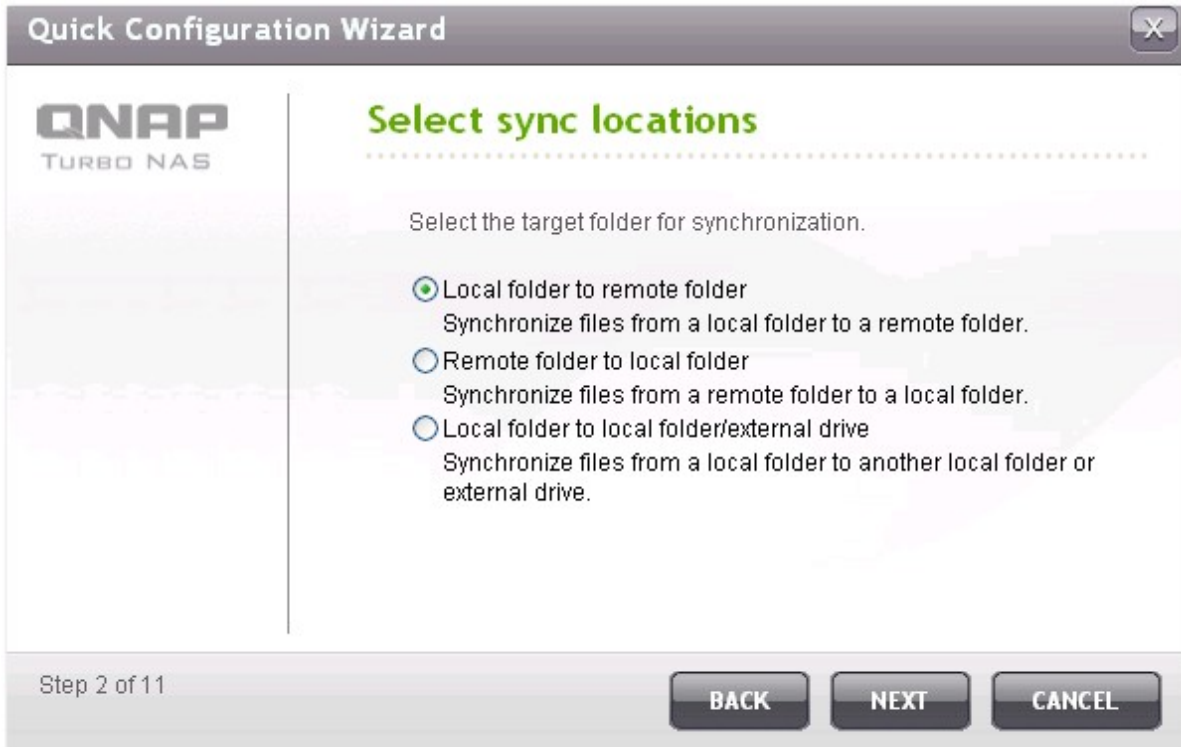 Quick Configuration Wizard
X
QNAP
TURBO NAS
Select sync locations
Select the target folder for synchronization.
Local folder to remote folder
Synchronize files from a local folder to a remote folder.
Remote folder to local folder
Synchronize files from a remote folder to a local folder.
Local folder to local folder/external drive
Synchronize files from a local folder to another local folder or
external drive.
Step 2 of 11
BACK
NEXT
CANCEL